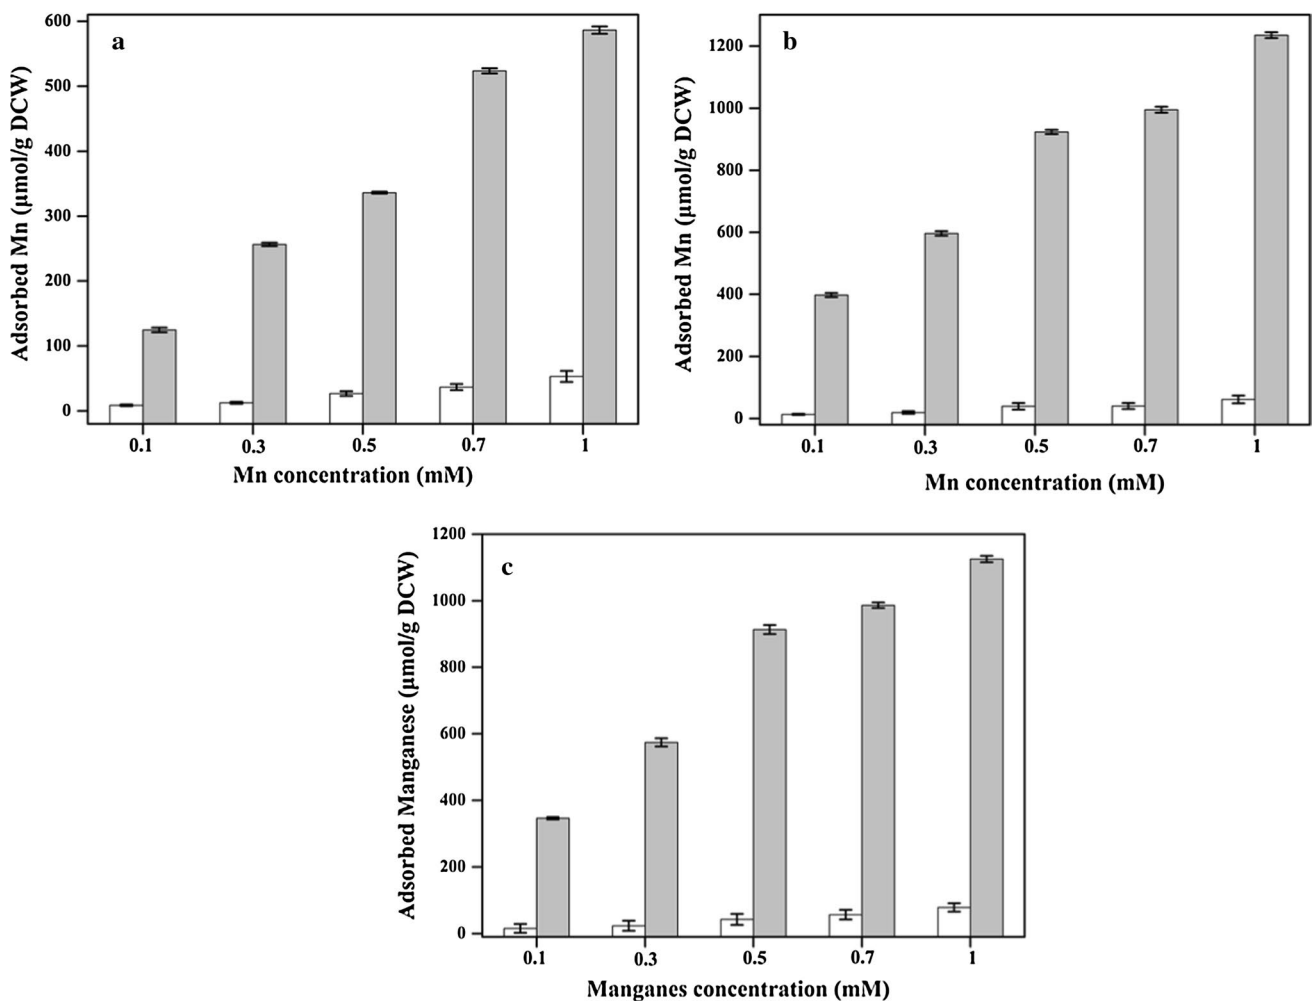 a
600
500
400
300
200
100
0
Adsorbed Mn (µmol/g DCW)
0.1 0.3 0.5 0.7 1
Mn concentration (mM)
b
1200
1000
800
600
400
200
0
Adsorbed Mn (µmol/g DCW)
0.1 0.3 0.5 0.7 1
Mn concentration (mM)
c
1200
1000
800
600
400
200
0
Adsorbed Manganese (µmol/g DCW)
0.1 0.3 0.5 0.7 1
Manganes concentration (mM)